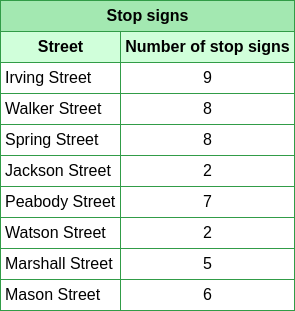 Stop signs
Street Number of stop signs
Irving Street 9
Walker Street 8
Spring Street 8
Jackson Street 2
Peabody Street 7
Watson Street 2
Marshall Street 5
Mason Street 6